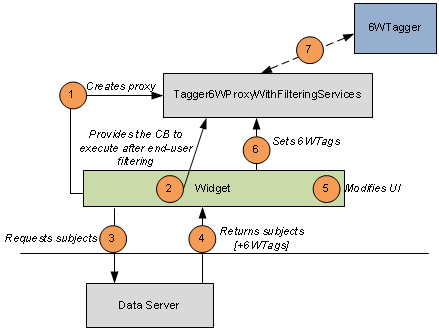 6WTagger
7
1
Creates proxy
Tagger6WProxyWithFilteringServices
Provides the CB to
execute after end-user
filtering
6
Sets 6WTags
2
Widget
5
Modifies UI
Requests subjects
3
4
Returns subjects
[+6WTags]
Data Server